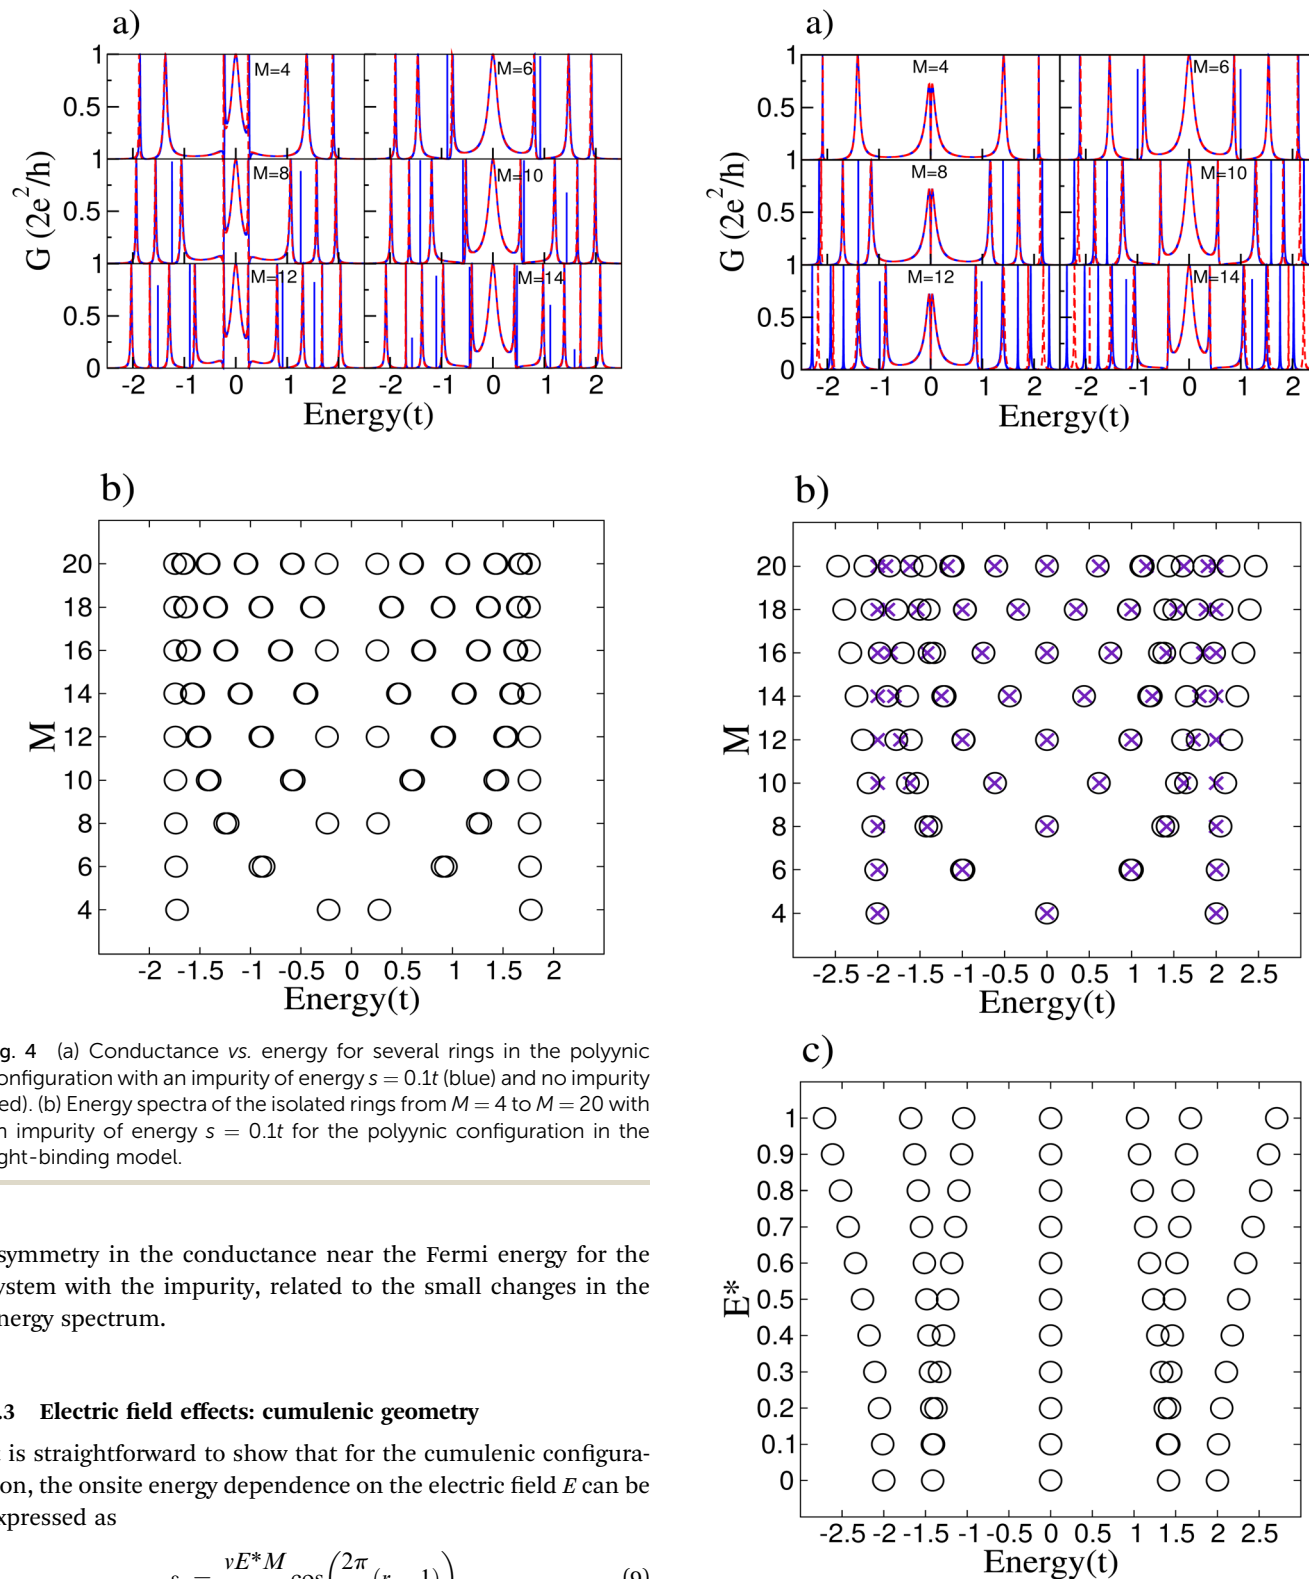 a)
G (2e²/h)
1
0.5
1
0.5
1
0.5
0
M=4
M=6
M=8
M=10
M=12
M=14
-2 -1 0 1 2 -2 -1 0 1 2
Energy(t)
b)
M
20
18
16
14
12
10
8
6
4
-2 -1.5 -1 -0.5 0 0.5 1 1.5 2
Energy(t)
g. 4 (a) Conductance vs. energy for several rings in the polyynic
onfiguration with an impurity of energy s = 0.1t (blue) and no impurity
ed). (b) Energy spectra of the isolated rings from M = 4 to M = 20 with
n impurity of energy s = 0.1t for the polyynic configuration in the
ght-binding model.
symmetry in the conductance near the Fermi energy for the
ystem with the impurity, related to the small changes in the
nergy spectrum.
.3 Electric field effects: cumulenic geometry
t is straightforward to show that for the cumulenic configura-
on, the onsite energy dependence on the electric field E can be
xpressed as
a)
G (2e²/h)
1
0.5
1
0.5
1
0.5
0
M=4
M=6
M=8
M=10
M=12
M=14
-2 -1 0 1 2 -2 -1 0 1 2
Energy(t)
b)
M
20
18
16
14
12
10
8
6
4
-2.5 -2 -1.5 -1 -0.5 0 0.5 1 1.5 2 2.5
Energy(t)
c)
E*
1
0.9
0.8
0.7
0.6
0.5
0.4
0.3
0.2
0.1
0
-2.5 -2 -1.5 -1 -0.5 0 0.5 1 1.5 2 2.5
Energy(t)